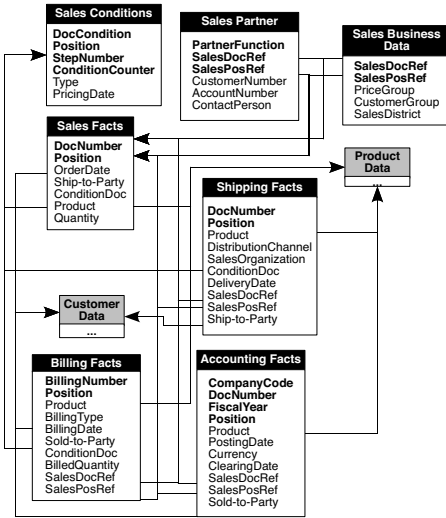 Sales Conditions
DocCondition
Position
StepNumber
ConditionCounter
Type
PricingDate
Sales Partner
PartnerFunction
SalesDocRef
SalesPosRef
CustomerNumber
AccountNumber
ContactPerson
Sales Business
Data
SalesDocRef
SalesPosRef
PriceGroup
CustomerGroup
SalesDistrict
Sales Facts
DocNumber
Position
OrderDate
Ship-to-Party
ConditionDoc
Product
Quantity
Product
Data
...
Shipping Facts
DocNumber
Position
Product
DistributionChannel
SalesOrganization
ConditionDoc
DeliveryDate
SalesDocRef
SalesPosRef
Ship-to-Party
Customer
Data
...
Billing Facts
BillingNumber
Position
Product
BillingType
BillingDate
Sold-to-Party
ConditionDoc
BilledQuantity
SalesDocRef
SalesPosRef
Accounting Facts
CompanyCode
DocNumber
FiscalYear
Position
Product
PostingDate
Currency
ClearingDate
SalesDocRef
SalesPosRef
Sold-to-Party